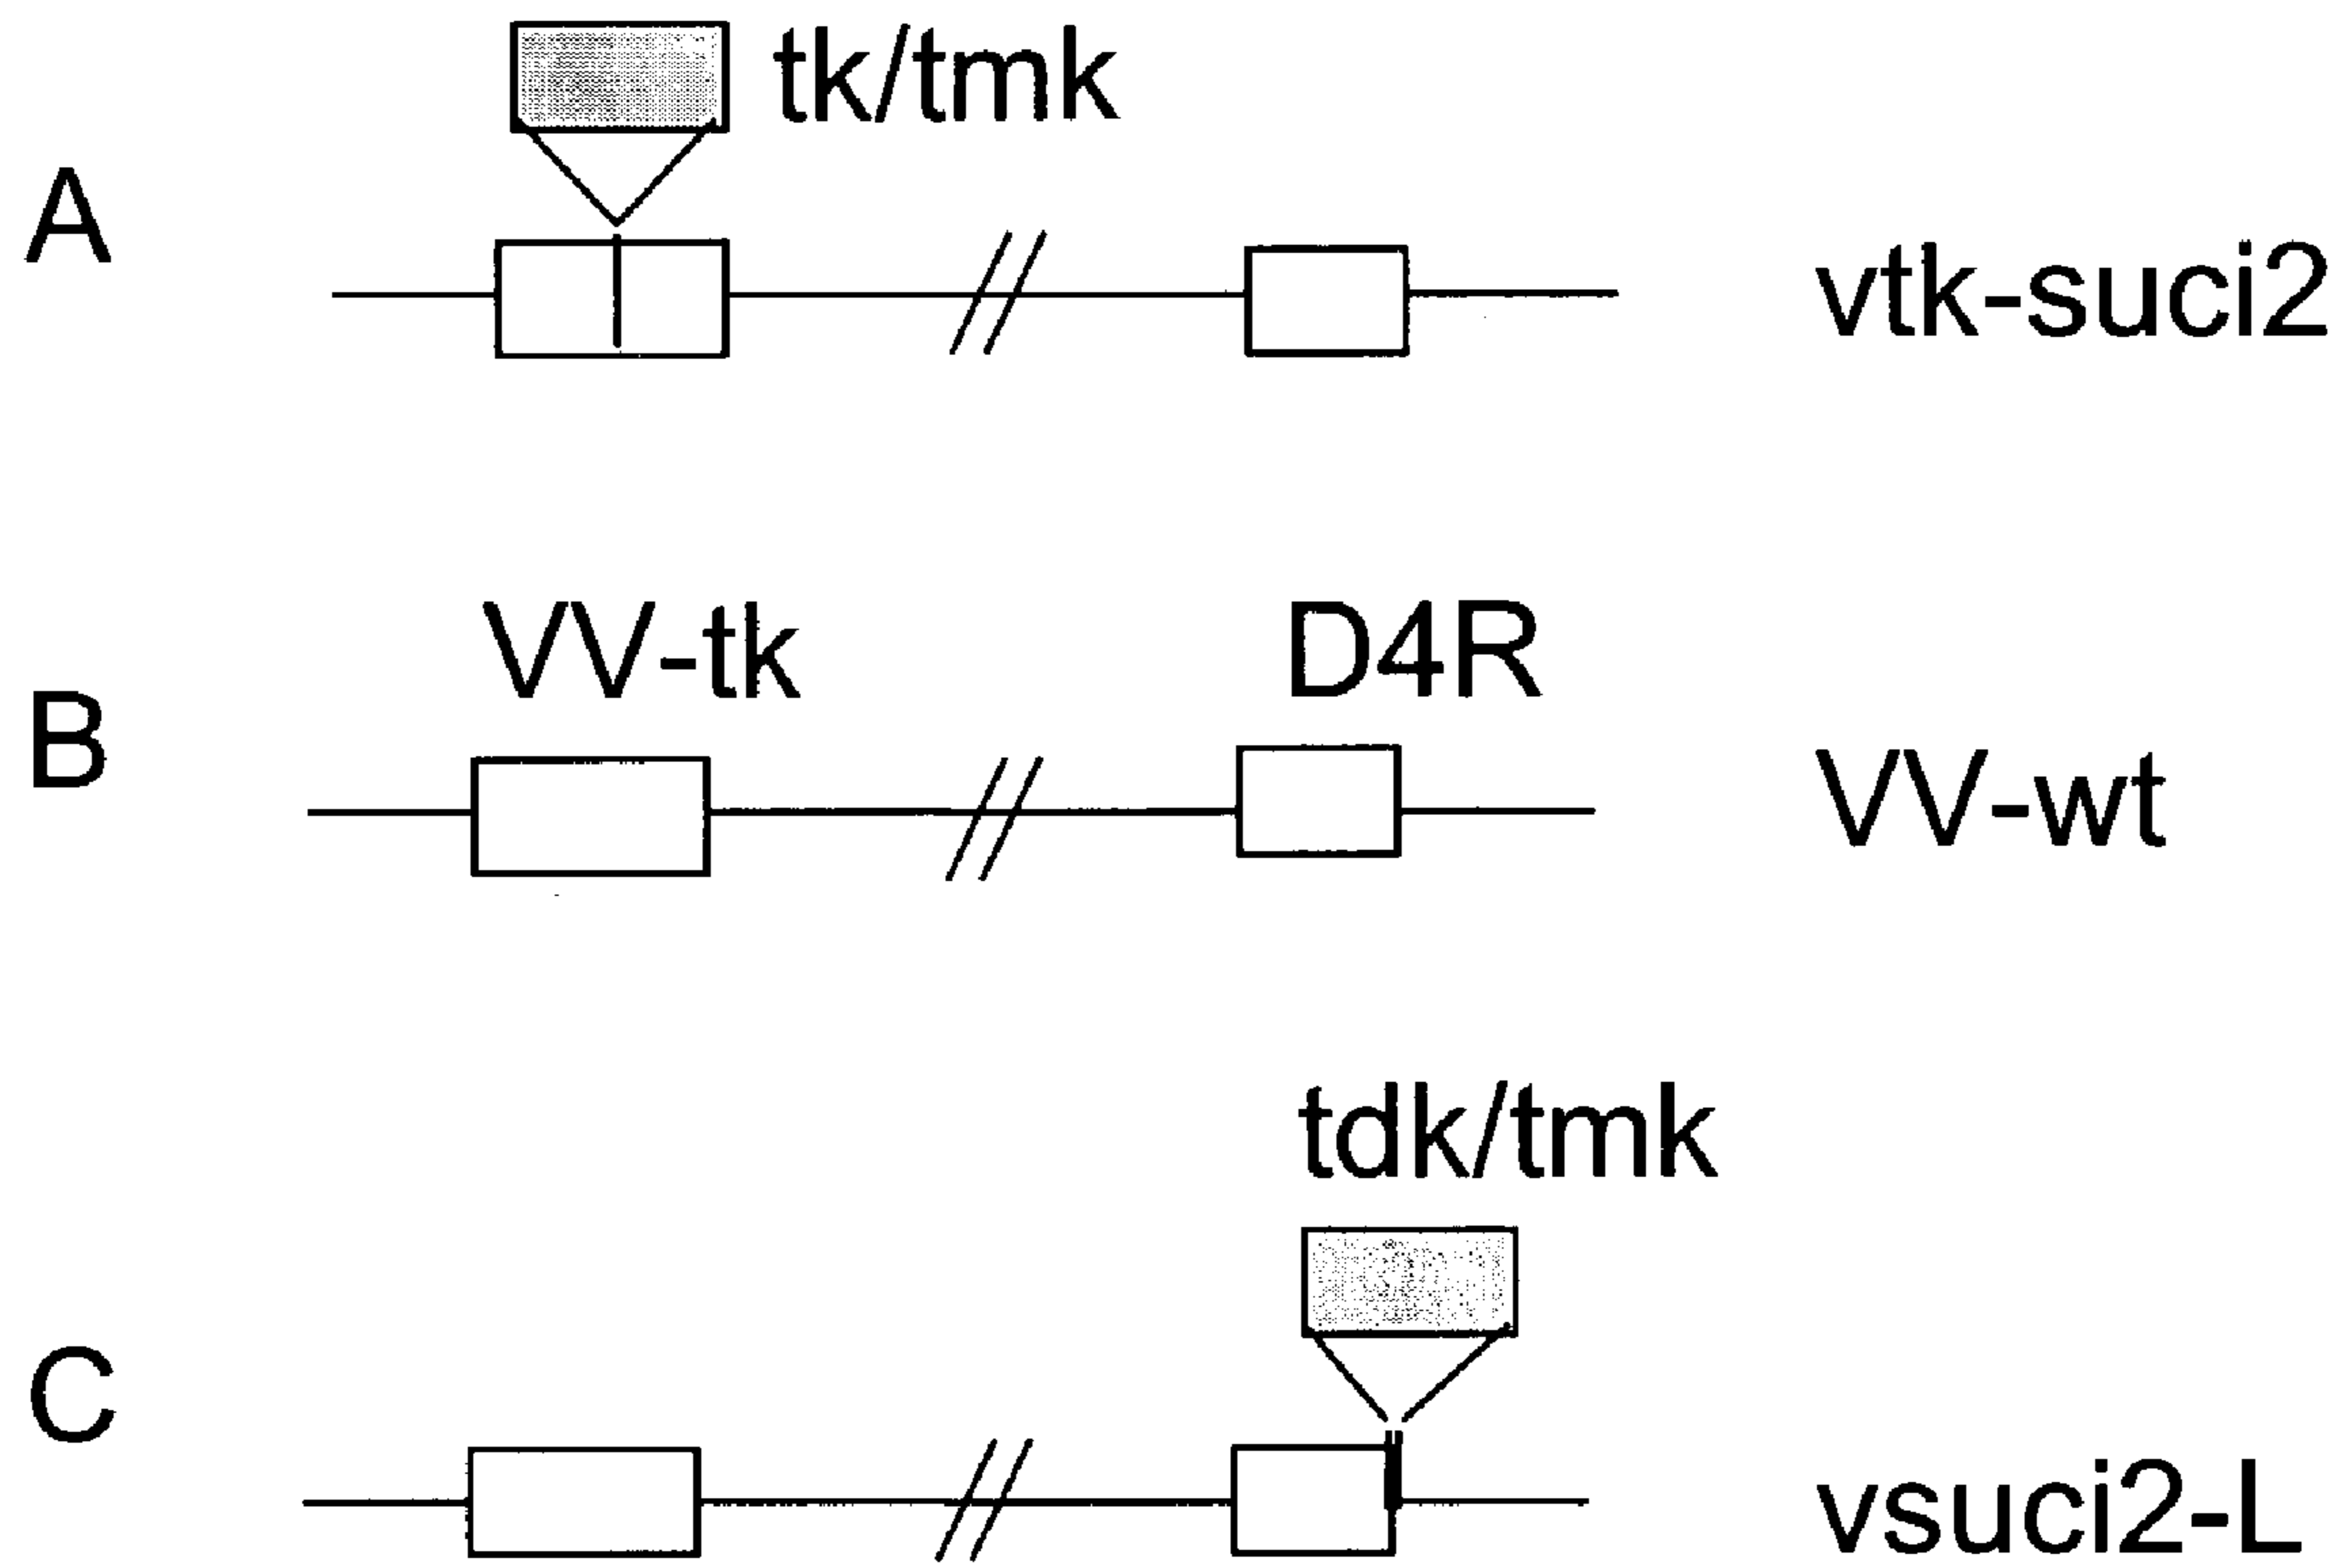 tk/tmk
A
vtk-suci2
VV-tk
D4R
B
VV-wt
tdk/tmk
C
vsuci2-L